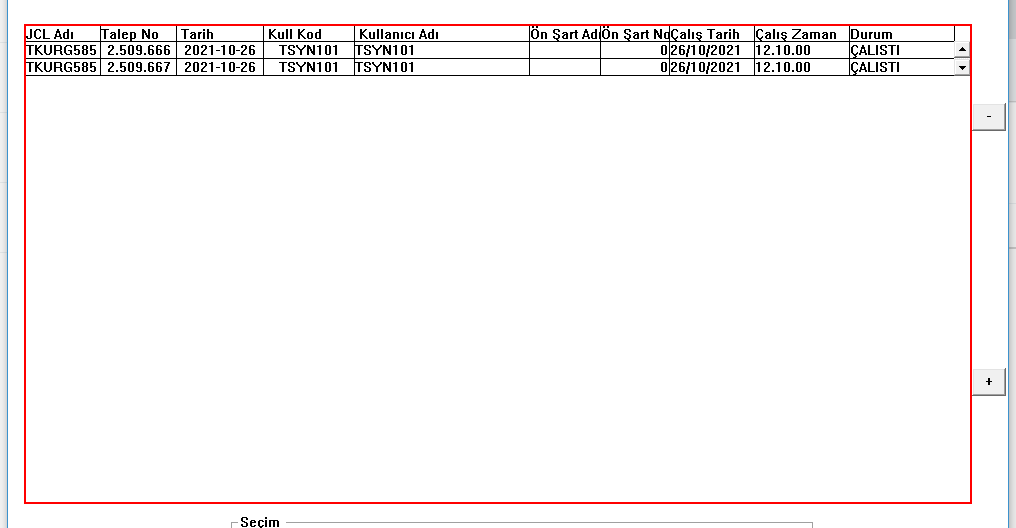 JCL Adı Talep No Tarih Kull Kod Kullanıcı Adı Ön Şart Adı Ön Şart No Çalış Tarih Çalış Zaman Durum
TKURG585 2.509.666 2021-10-26 TSYN101 TSYN101 0 26/10/2021 12.10.00 ÇALISTI
TKURG585 2.509.667 2021-10-26 TSYN101 TSYN101 0 26/10/2021 12.10.00 ÇALISTI
-
+
Seçim